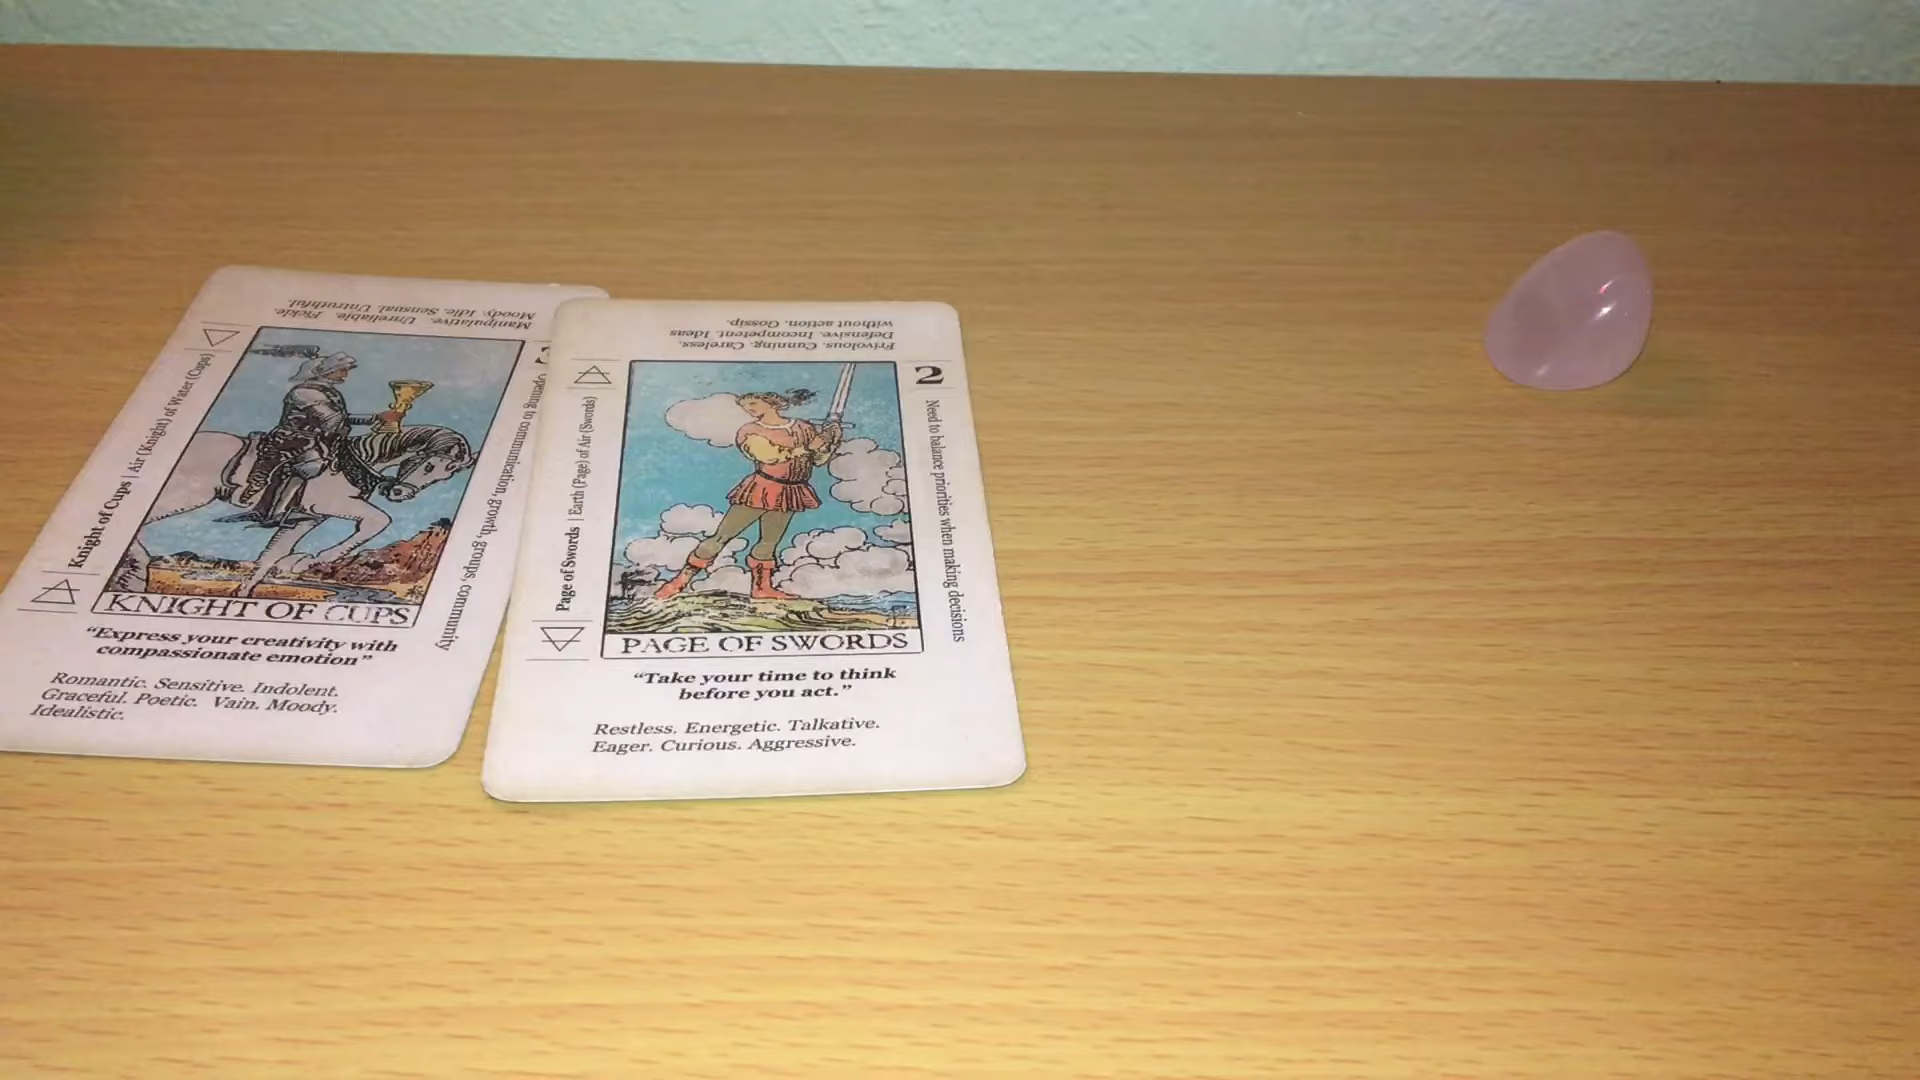 Manipulative. Unreliable. Fickle.
Moody. Idle. Sensual. Untruthful.
Knight of Cups | Air (Knight) of Water (Cups)
Opening to communication, growth, groups, community
KNIGHT OF CUPS
“Express your creativity with
compassionate emotion”
Romantic. Sensitive. Indolent.
Graceful. Poetic. Vain. Moody.
Idealistic.
Frivolous. Cunning. Careless.
Defensive. Incompetent. Ideas
without action. Gossip.
2
Page of Swords | Earth (Page) of Air (Swords)
Need to balance priorities when making decisions
PAGE OF SWORDS
“Take your time to think
before you act.”
Restless. Energetic. Talkative.
Eager. Curious. Aggressive.